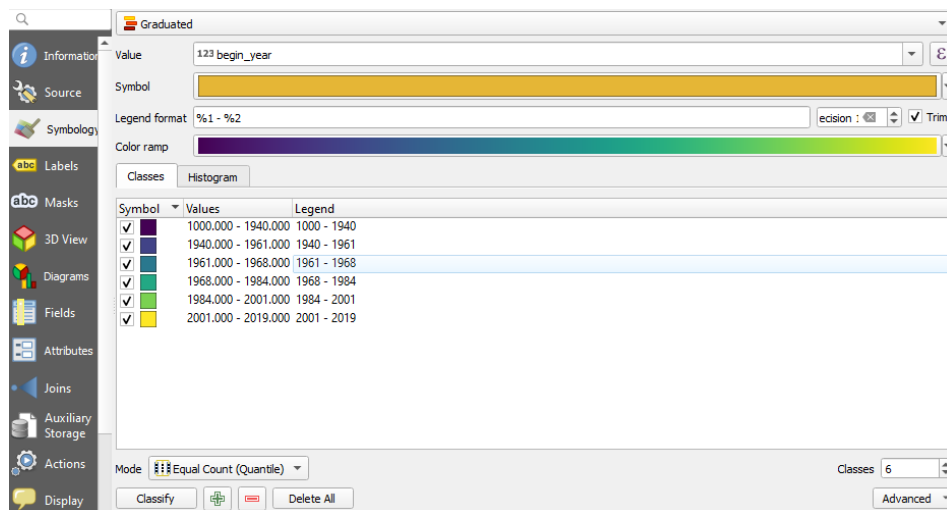 Graduated
Information
Value 123 begin_year ε
Source
Symbol
Symbology
Legend format %1 - %2 ecision : Trim
Color ramp
abc Labels
Classes Histogram
abc Masks
Symbol Values Legend
1000.000 - 1940.000 1000 - 1940
3D View
1940.000 - 1961.000 1940 - 1961
1961.000 - 1968.000 1961 - 1968
Diagrams
1968.000 - 1984.000 1968 - 1984
1984.000 - 2001.000 1984 - 2001
Fields
2001.000 - 2019.000 2001 - 2019
Attributes
Joins
Auxiliary
Storage
Actions
Mode Equal Count (Quantile) Classes 6
Display
Classify Delete All Advanced